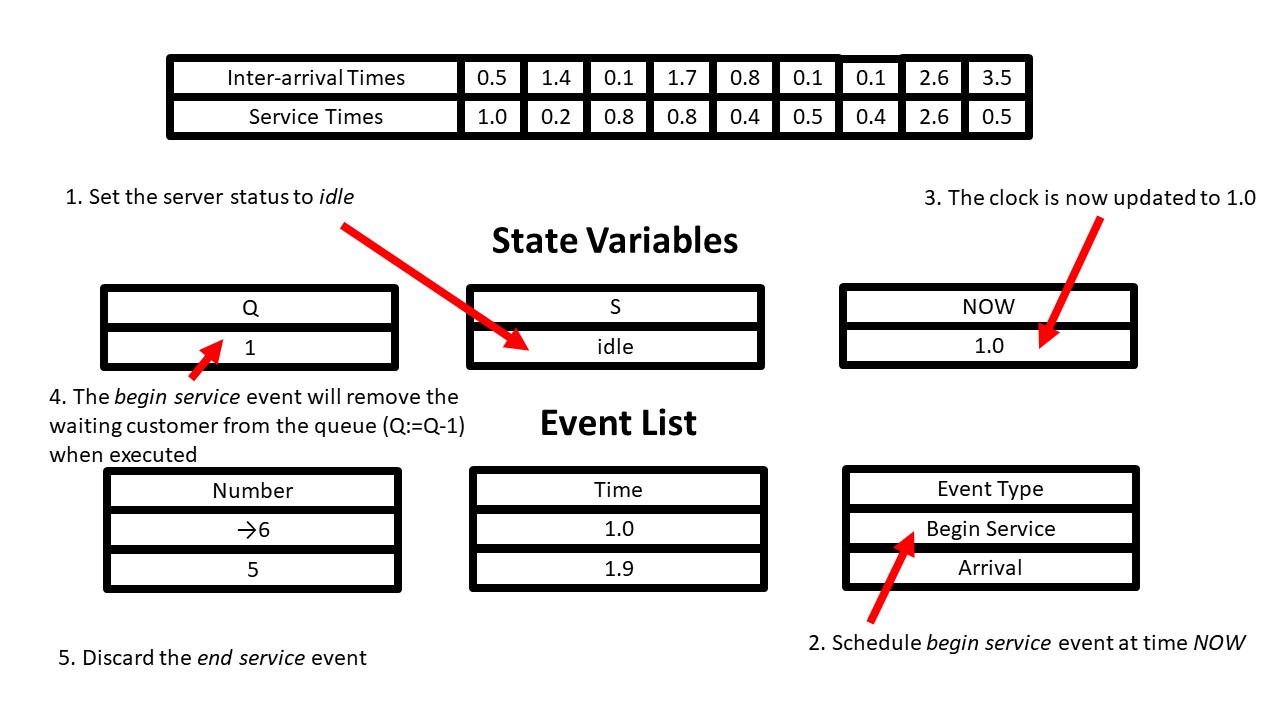 Inter-arrival Times 0.5 1.4 0.1 1.7 0.8 0.1 0.1 2.6 3.5
Service Times 1.0 0.2 0.8 0.8 0.4 0.5 0.4 2.6 0.5
1. Set the server status to idle
3. The clock is now updated to 1.0
State Variables
Q S NOW
1 idle 1.0
4. The begin service event will remove the
waiting customer from the queue (Q:=Q-1)
when executed
Event List
Number Time Event Type
→6 1.0 Begin Service
5 1.9 Arrival
2. Schedule begin service event at time NOW
5. Discard the end service event